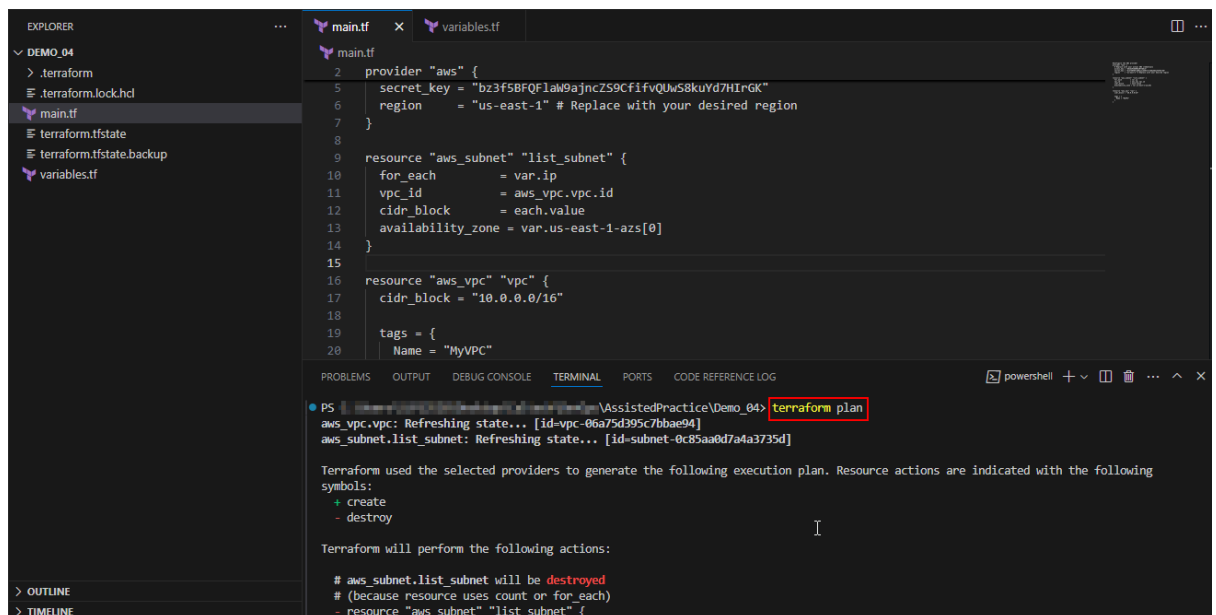 EXPLORER
DEMO_04
.terraform
.terraform.lock.hcl
main.tf
terraform.tfstate
terraform.tfstate.backup
variables.tf
OUTLINE
TIMELINE
main.tf
variables.tf
main.tf
2 provider "aws" {
5 secret_key = "bz3f5BFQFlaW9ajncZS9CfifvQUwS8kuYd7HIrGK"
6 region = "us-east-1" # Replace with your desired region
7 }
8
9 resource "aws_subnet" "list_subnet" {
10 for_each = var.ip
11 vpc_id = aws_vpc.vpc.id
12 cidr_block = each.value
13 availability_zone = var.us-east-1-azs[0]
14 }
15
16 resource "aws_vpc" "vpc" {
17 cidr_block = "10.0.0.0/16"
18
19 tags = {
20 Name = "MyVPC"
PROBLEMS OUTPUT DEBUG CONSOLE TERMINAL PORTS CODE REFERENCE LOG powershell
PS \AssistedPractice\Demo_04> terraform plan
aws_vpc.vpc: Refreshing state... [id=vpc-06a75d395c7bbae94]
aws_subnet.list_subnet: Refreshing state... [id=subnet-0c85aa0d7a4a3735d]
Terraform used the selected providers to generate the following execution plan. Resource actions are indicated with the following
symbols:
+ create
- destroy
Terraform will perform the following actions:
# aws_subnet.list_subnet will be destroyed
# (because resource uses count or for_each)
- resource "aws_subnet" "list_subnet" {